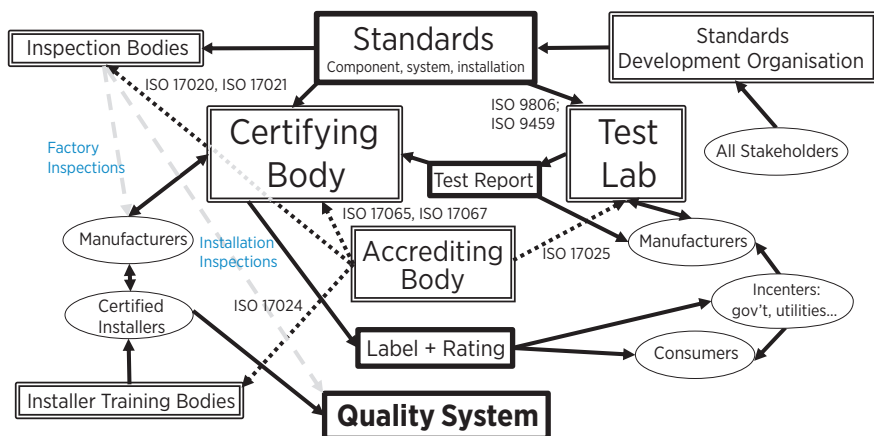 Inspection Bodies
Standards
Component, system, installation
Standards
Development Organisation
ISO 17020, ISO 17021
ISO 9806;
ISO 9459
Certifying
Body
Test
Lab
All Stakeholders
Factory
Inspections
Test Report
ISO 17065, ISO 17067
Manufacturers
Installation
Inspections
Accrediting
Body
ISO 17025
Manufacturers
Certified
Installers
ISO 17024
Incenters:
gov't, utilities...
Label + Rating
Consumers
Installer Training Bodies
Quality System